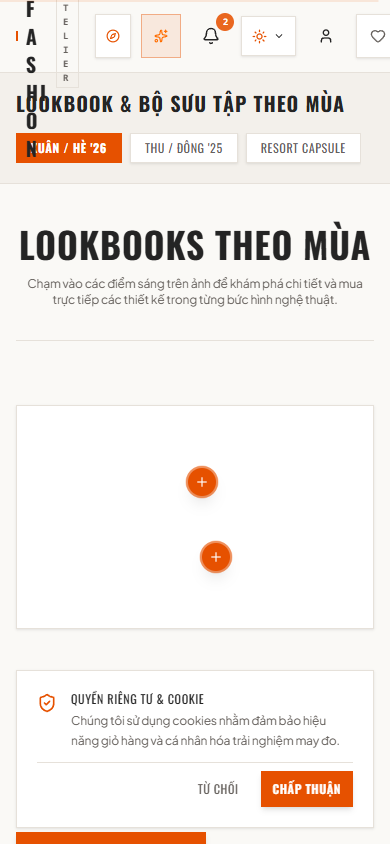 FASHION
TELIER
2
LOOKBOOK & BỘ SƯU TẬP THEO MÙA
XUÂN / HÈ '26
THU / ĐÔNG '25
RESORT CAPSULE
LOOKBOOKS THEO MÙA
Chạm vào các điểm sáng trên ảnh để khám phá chi tiết và mua
trực tiếp các thiết kế trong từng bức hình nghệ thuật.
QUYỀN RIÊNG TƯ & COOKIE
Chúng tôi sử dụng cookies nhằm đảm bảo hiệu
năng giỏ hàng và cá nhân hóa trải nghiệm may đo.
TỪ CHỐI
CHẤP THUẬN